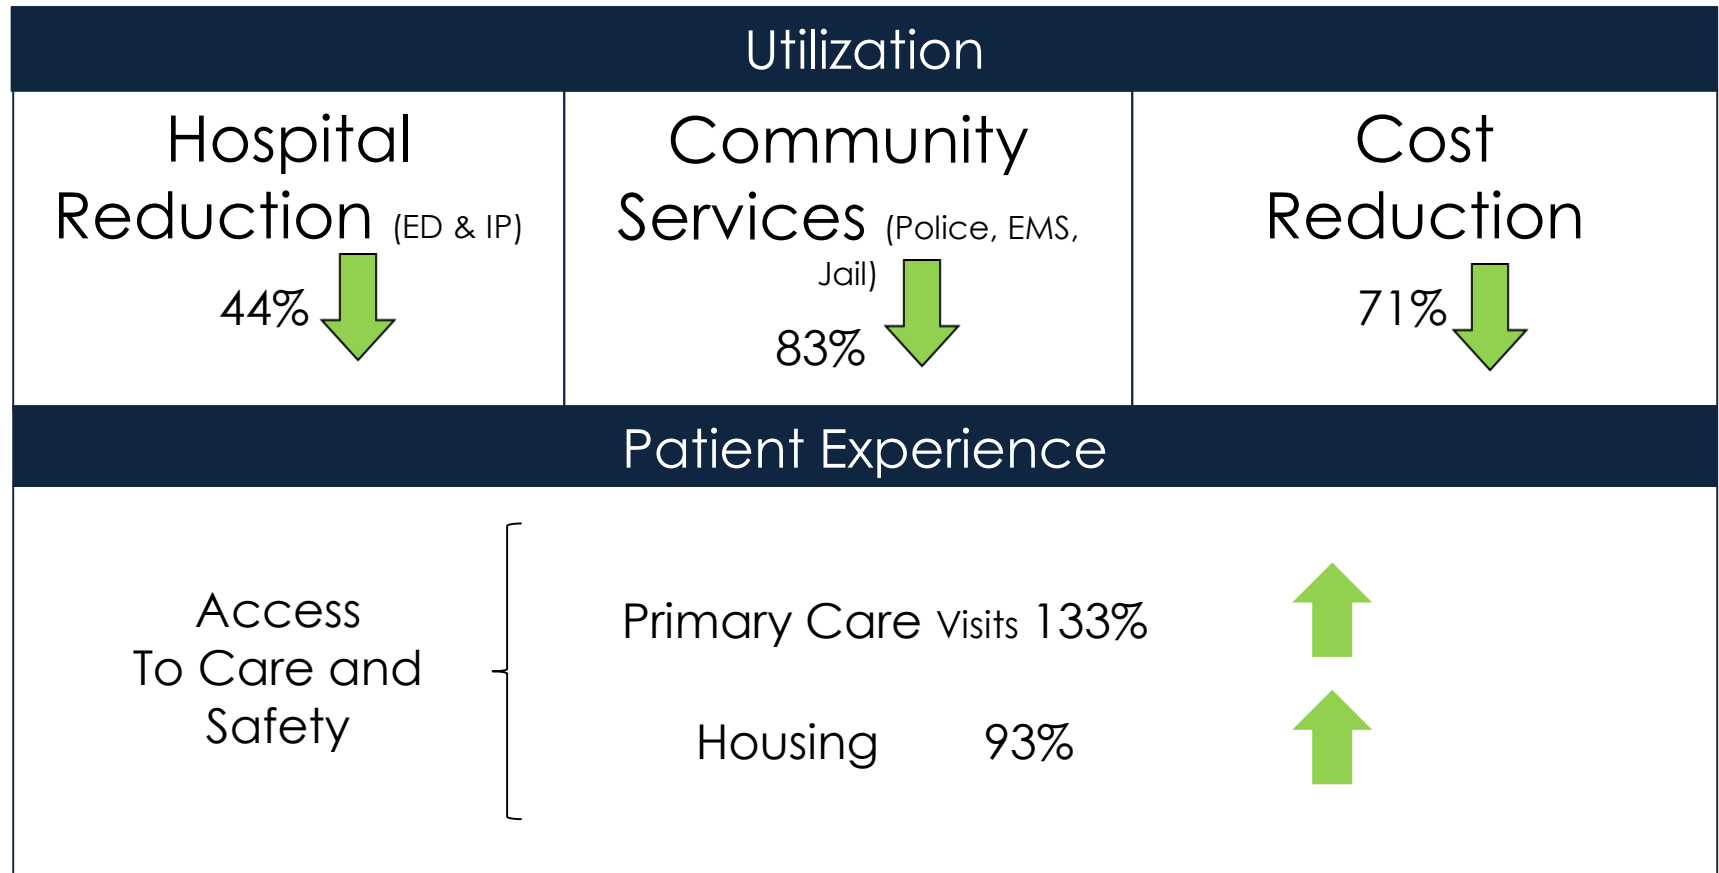 Utilization
Hospital
Reduction (ED & IP)
44%
Community
Services (Police, EMS,
Jail)
83%
Cost
Reduction
71%
Patient Experience
Access
To Care and
Safety
Primary Care Visits 133%
Housing 93%